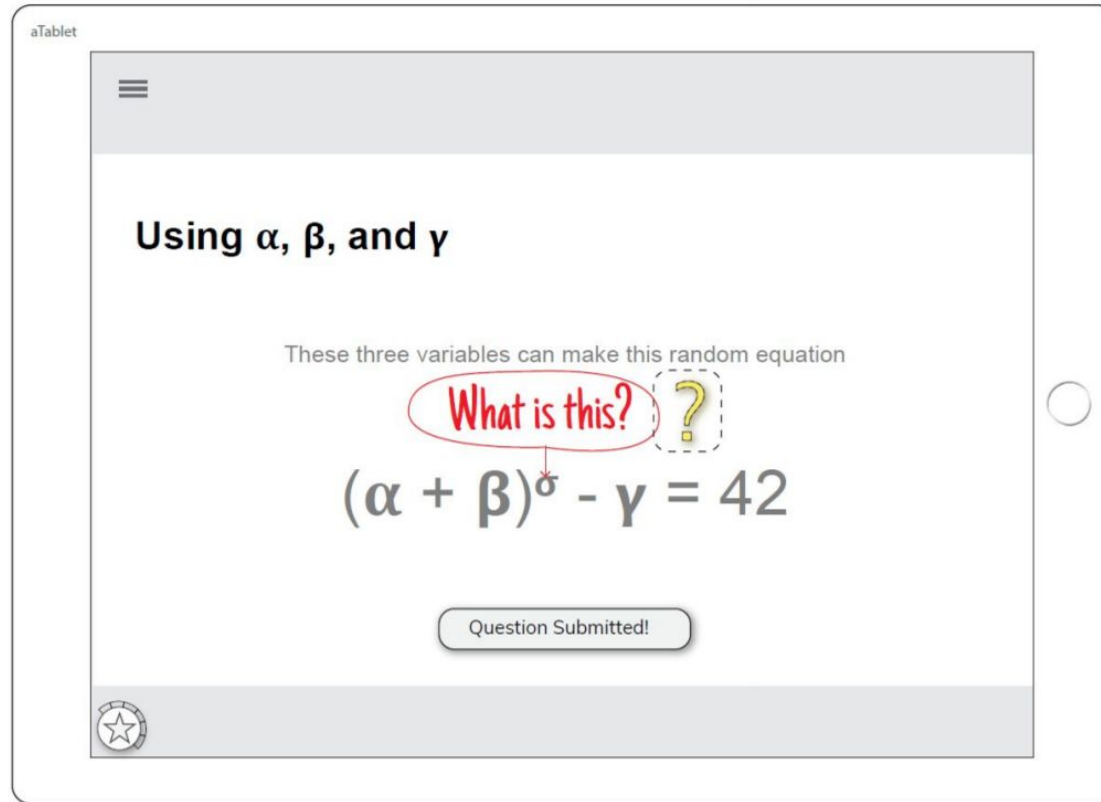 aTablet
Using α, β, and γ
These three variables can make this random equation
What is this? ?
(α + β)^σ - γ = 42
Question Submitted!